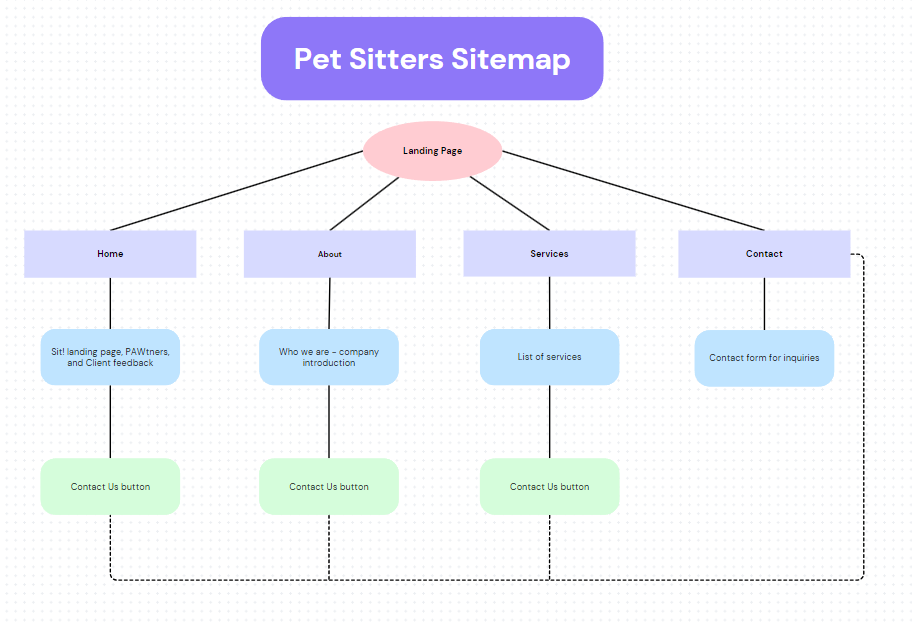 Pet Sitters Sitemap
Landing Page
Home
About
Services
Contact
Sit! landing page, PAWtners,
and Client feedback
Who we are - company
introduction
List of services
Contact form for inquiries
Contact Us button
Contact Us button
Contact Us button